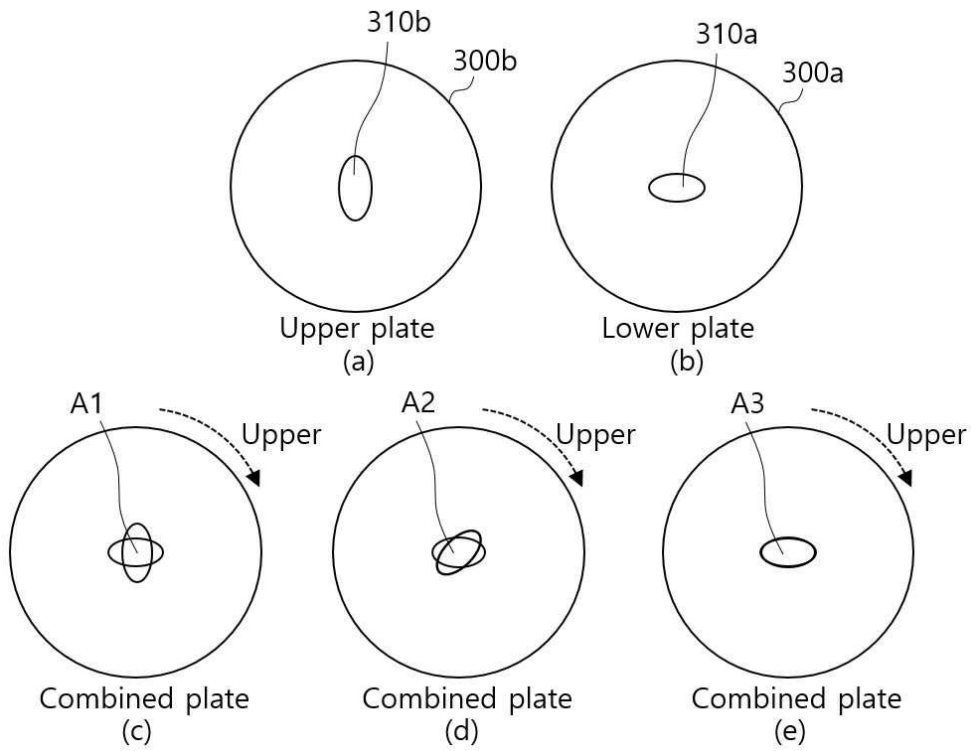 310b
300b
310a
300a
Upper plate
(a)
Lower plate
(b)
A1
Upper
A2
Upper
A3
Upper
Combined plate
(c)
Combined plate
(d)
Combined plate
(e)